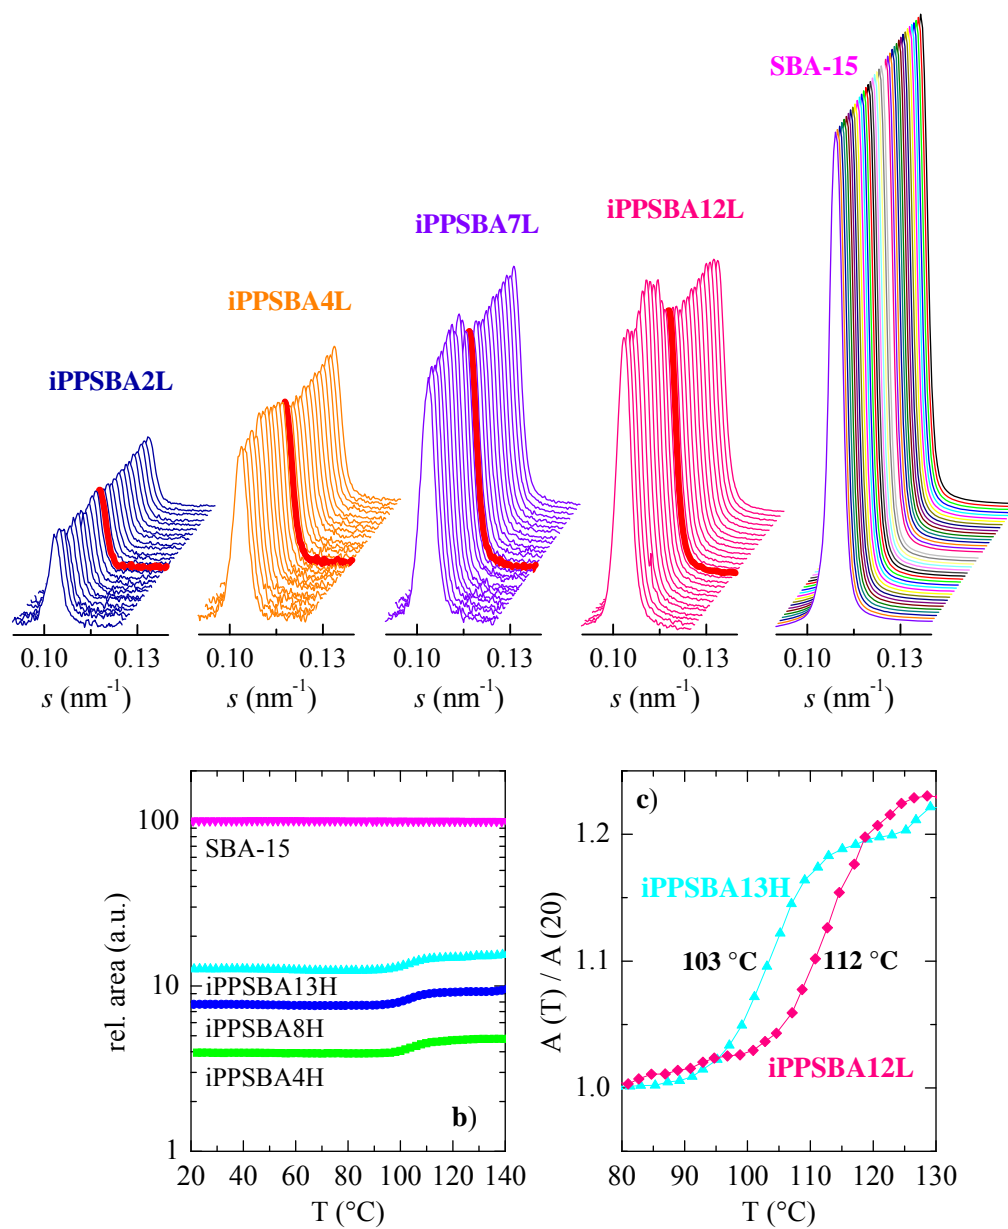 SBA-15
iPPSBA12L
iPPSBA7L
iPPSBA4L
iPPSBA2L
0.10 0.13 0.10 0.13 0.10 0.13 0.10 0.13 0.10 0.13
s (nm⁻¹) s (nm⁻¹) s (nm⁻¹) s (nm⁻¹) s (nm⁻¹)
100
10
1
rel. area (a.u.)
SBA-15
iPPSBA13H
iPPSBA8H
iPPSBA4H
b)
20 40 60 80 100 120 140
T (°C)
c)
1.2
1.1
1.0
A (T) / A (20)
iPPSBA13H
103 °C 112 °C
iPPSBA12L
80 90 100 110 120 130
T (°C)